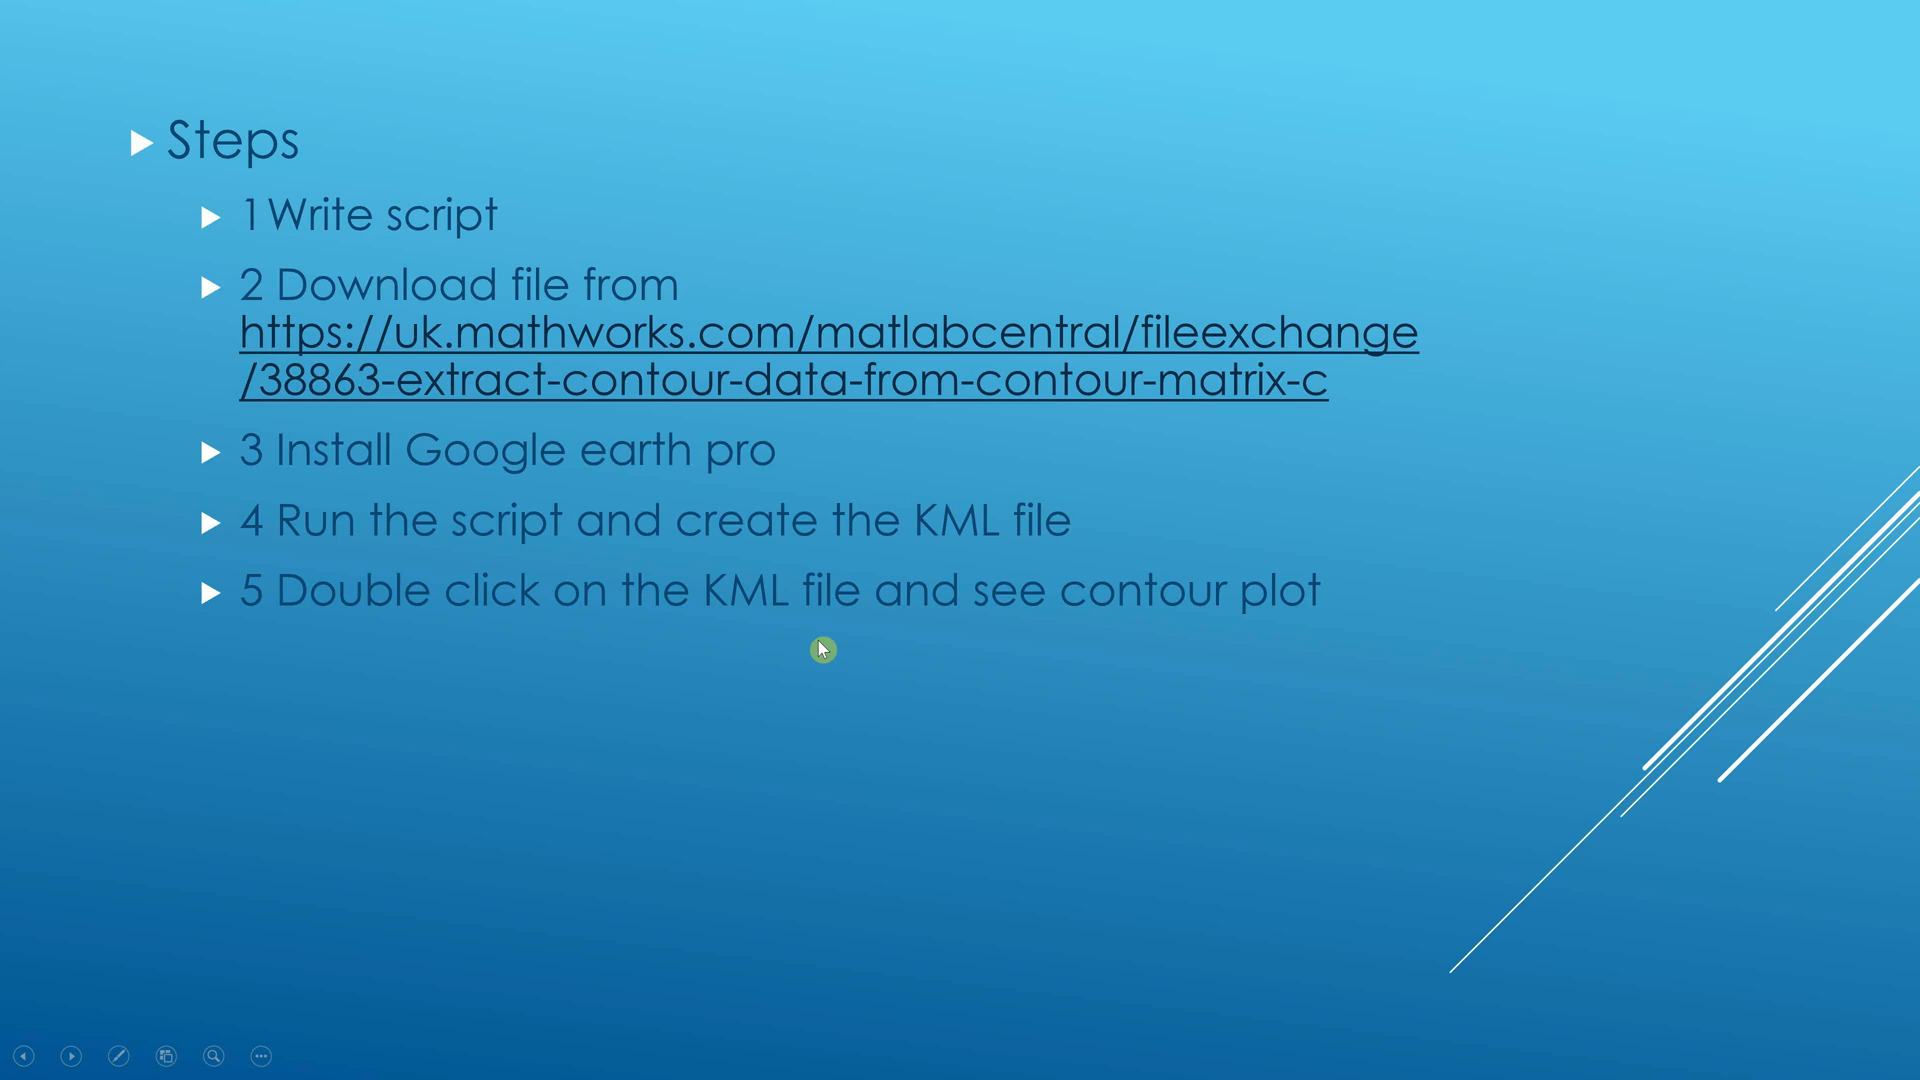 Steps
1 Write script
2 Download file from
https://uk.mathworks.com/matlabcentral/fileexchange
/38863-extract-contour-data-from-contour-matrix-c
3 Install Google earth pro
4 Run the script and create the KML file
5 Double click on the KML file and see contour plot